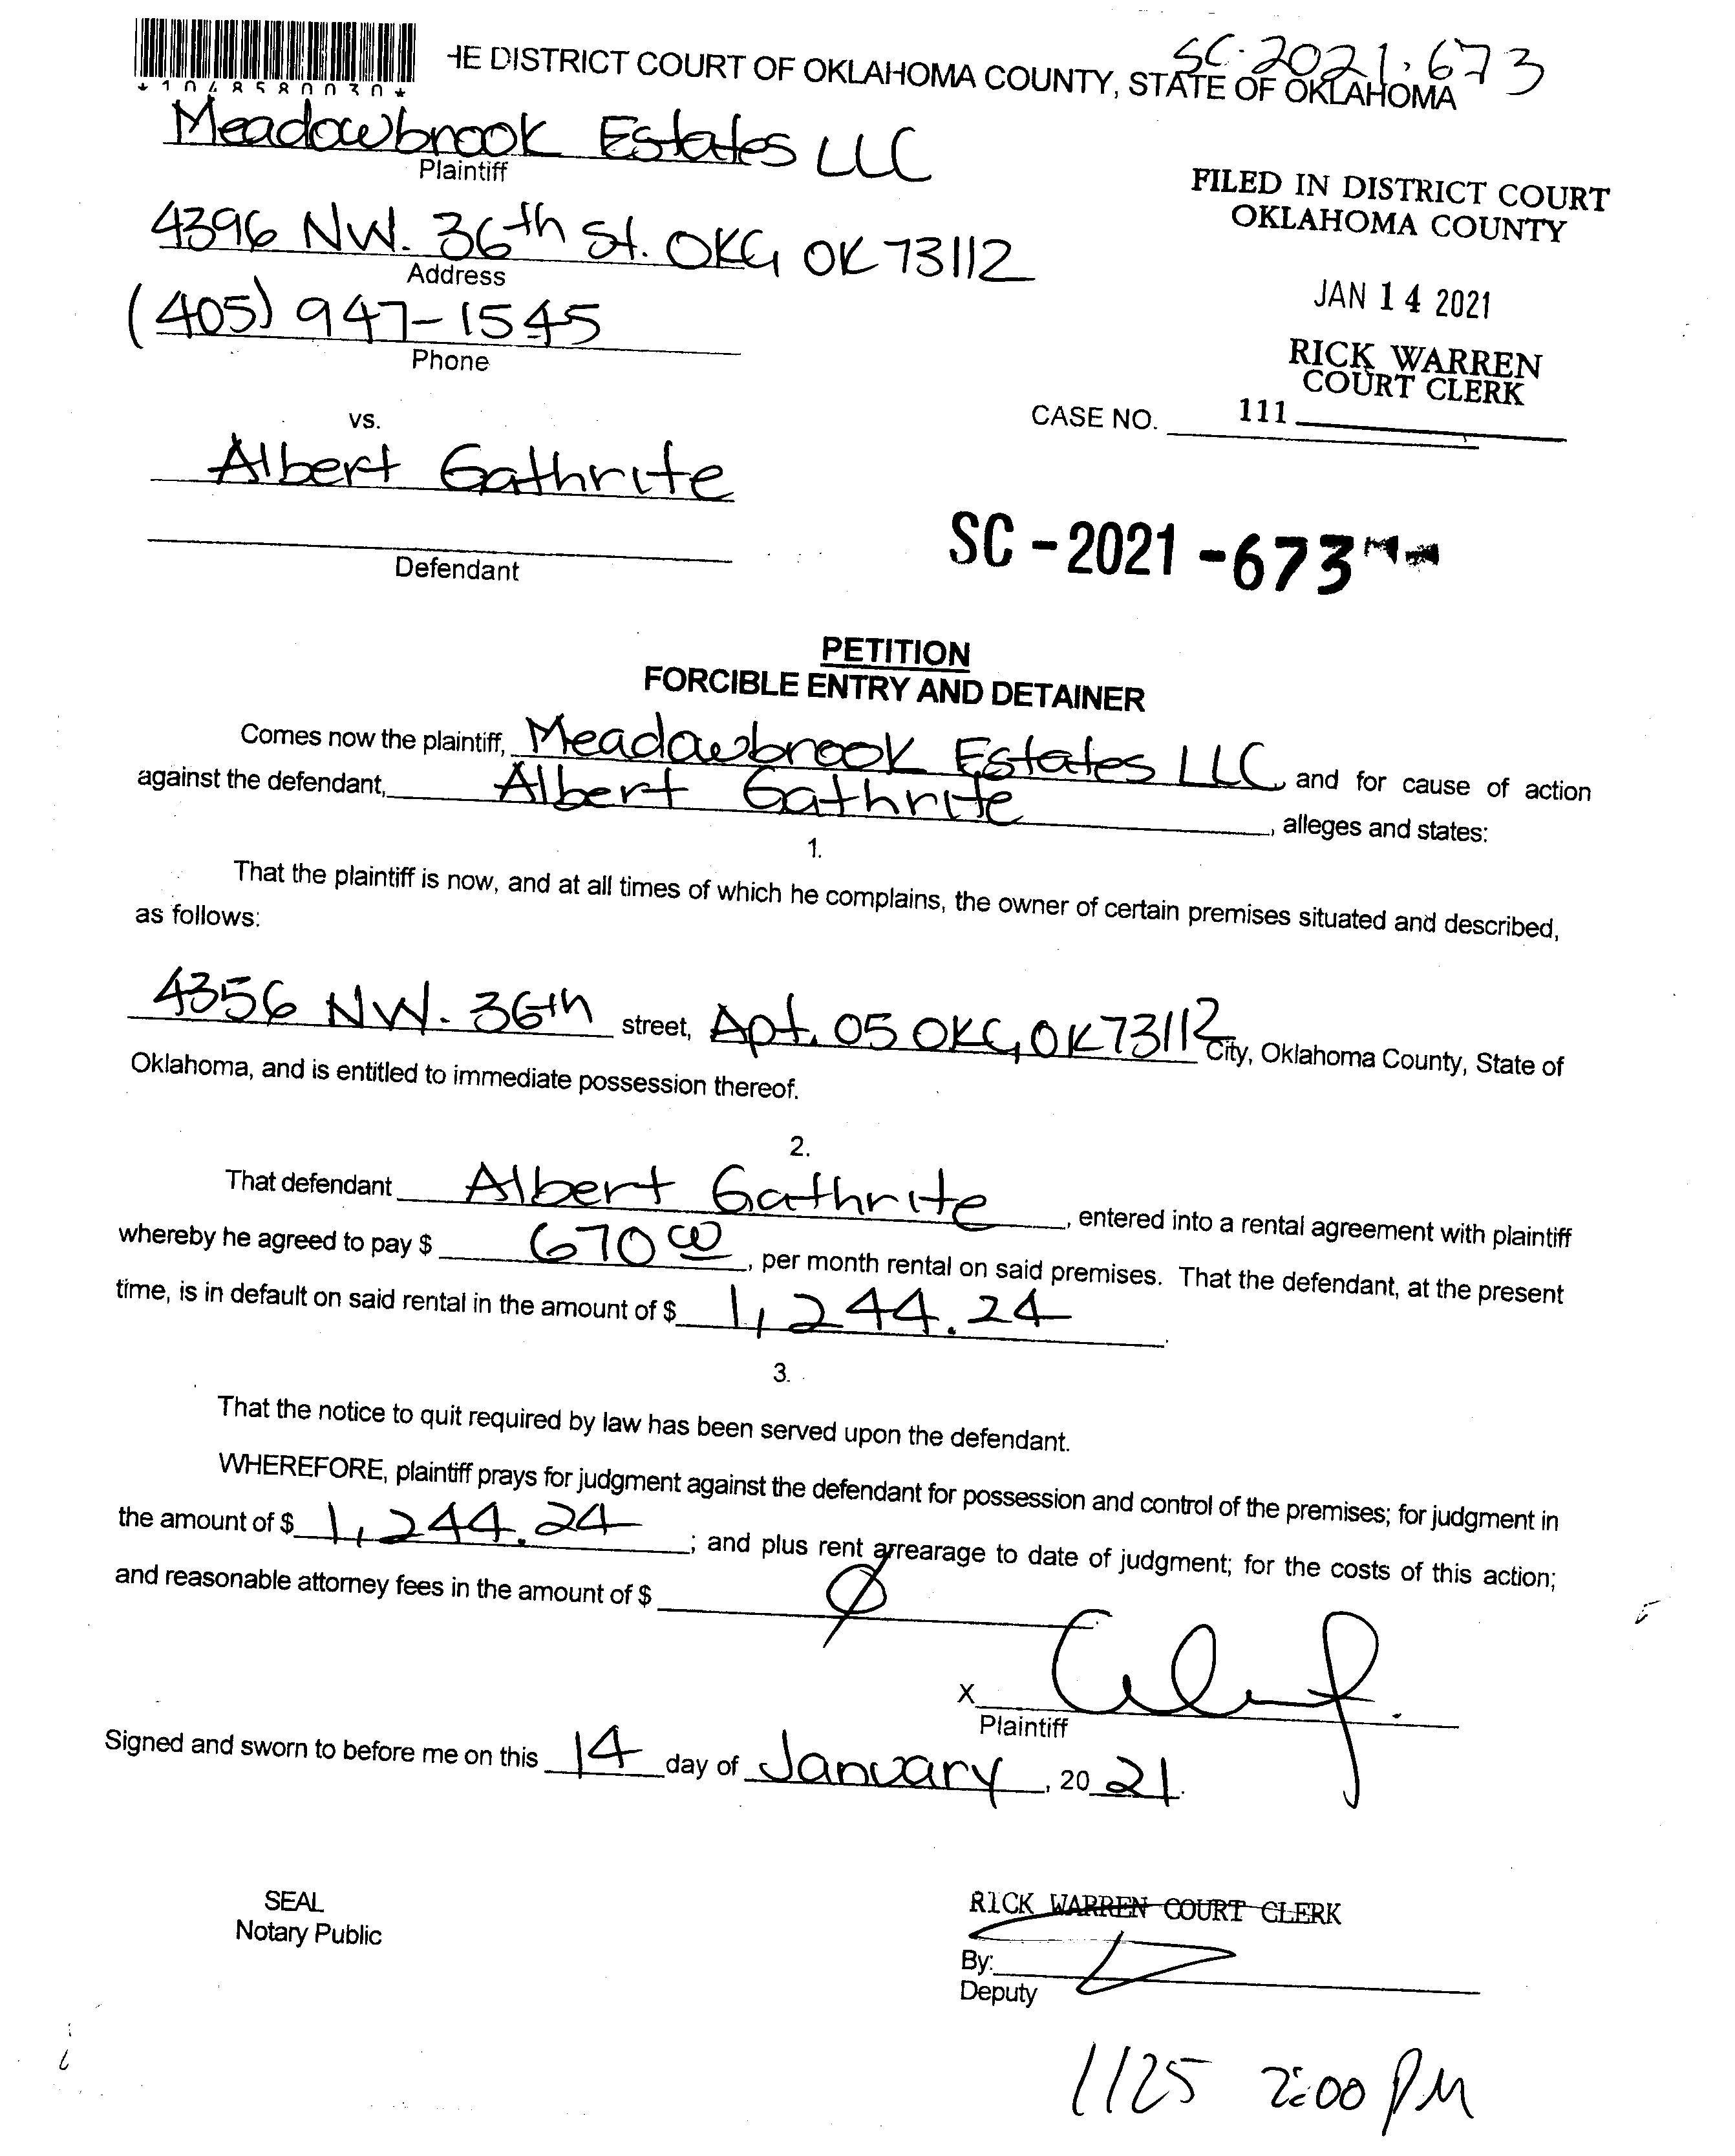 SC-2021-673
HE DISTRICT COURT OF OKLAHOMA COUNTY, STATE OF OKLAHOMA
*1048580030*
Meadowbrook Estates LLC
Plaintiff
FILED IN DISTRICT COURT
OKLAHOMA COUNTY
4396 NW. 36th St. OKC, OK 73112
Address
JAN 14 2021
(405) 947-1545
Phone
RICK WARREN
COURT CLERK
CASE NO. 111
vs.
Albert Gathrite
Defendant
SC-2021-673
PETITION
FORCIBLE ENTRY AND DETAINER
Comes now the plaintiff, Meadowbrook Estates LLC, and for cause of action
against the defendant, Albert Gathrite, alleges and states:
1.
That the plaintiff is now, and at all times of which he complains, the owner of certain premises situated and described,
as follows:
4356 NW. 36th street, Apt. 05 OKC, OK 73112 City, Oklahoma County, State of
Oklahoma, and is entitled to immediate possession thereof.
2.
That defendant Albert Gathrite, entered into a rental agreement with plaintiff
whereby he agreed to pay $ 670 00, per month rental on said premises. That the defendant, at the present
time, is in default on said rental in the amount of $ 1,244.24.
3.
That the notice to quit required by law has been served upon the defendant.
WHEREFORE, plaintiff prays for judgment against the defendant for possession and control of the premises; for judgment in
the amount of $ 1,244.24; and plus rent arrearage to date of judgment; for the costs of this action;
and reasonable attorney fees in the amount of $ Ø
X
Plaintiff
Signed and sworn to before me on this 14 day of January, 20 21.
SEAL
Notary Public
RICK WARREN COURT CLERK
By:
Deputy
1125 2:00 PM